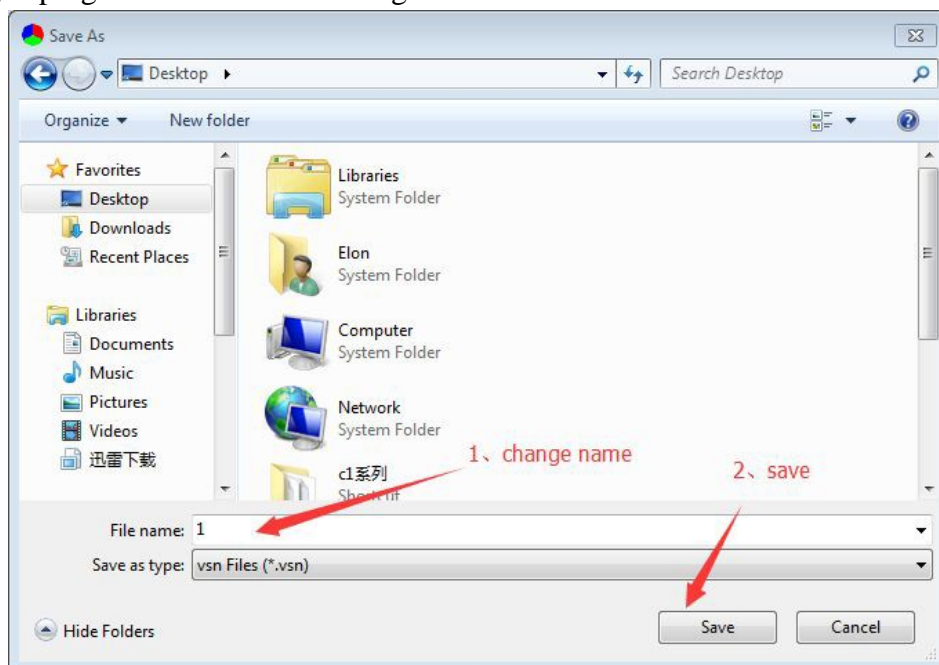 Save As
Desktop
Search Desktop
Organize
New folder
Favorites
Desktop
Downloads
Recent Places
Libraries
Documents
Music
Pictures
Videos
迅雷下载
Libraries
System Folder
Elon
System Folder
Computer
System Folder
Network
System Folder
c1系列
Shortcut
1、change name
2、save
File name: 1
Save as type: vsn Files (*.vsn)
Hide Folders
Save
Cancel